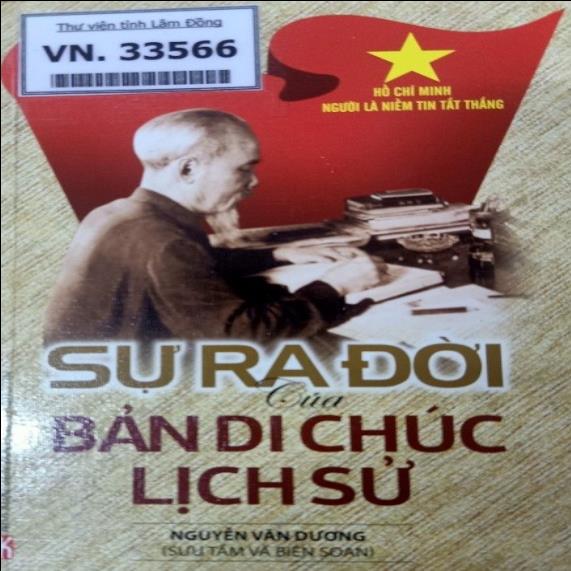 Thư viện tỉnh Lâm Đồng
VN. 33566
HỒ CHÍ MINH
NGƯỜI LÀ NIỀM TIN TẤT THẮNG
SỰ RA ĐỜI
Của
BẢN DI CHÚC
LỊCH SỬ
NGUYỄN VĂN DƯƠNG
(SƯU TẦM VÀ BIÊN SOẠN)